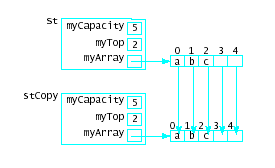 st
myCapacity 5
myTop 2
myArray
0 1 2 3 4
a b c
stCopy
myCapacity 5
myTop 2
myArray
0 1 2 3 4
a b c